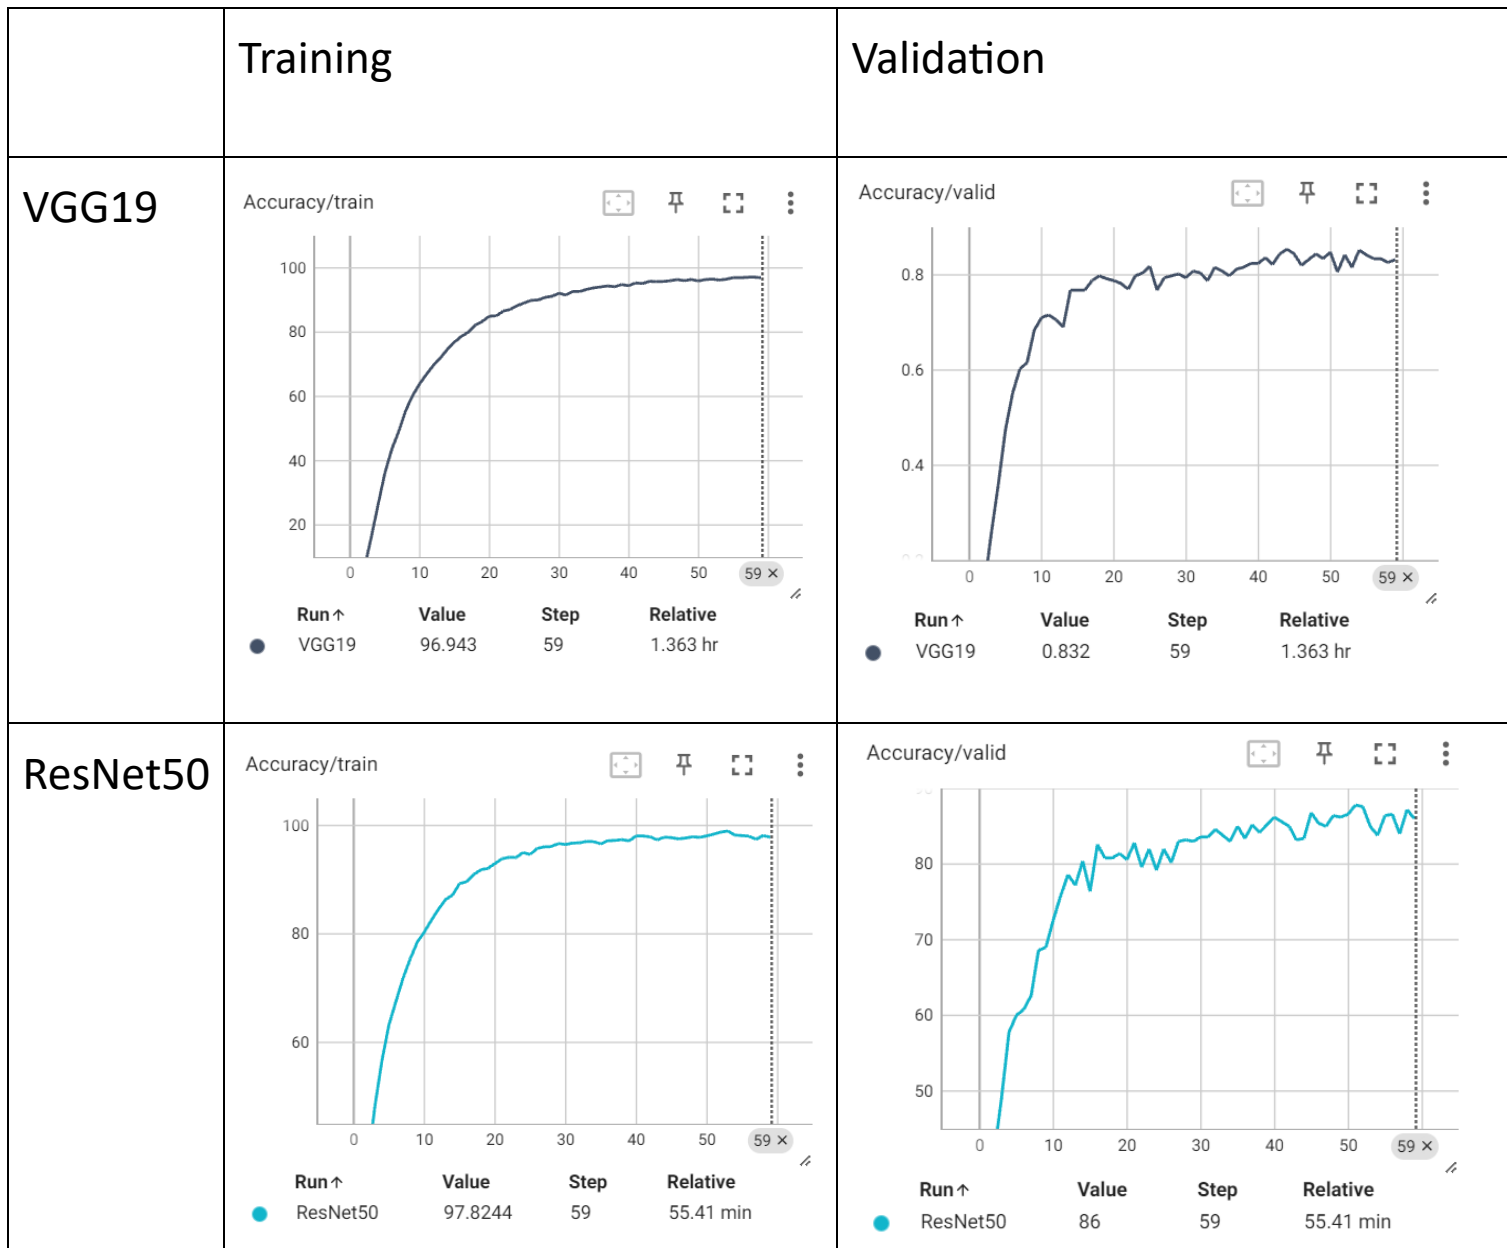 Training
Validation
VGG19
Accuracy/train
100
80
60
40
20
0 10 20 30 40 50 59 ×
Run↑ Value Step Relative
VGG19 96.943 59 1.363 hr
Accuracy/valid
0.8
0.6
0.4
0.2
0 10 20 30 40 50 59 ×
Run↑ Value Step Relative
VGG19 0.832 59 1.363 hr
ResNet50
Accuracy/train
100
80
60
0 10 20 30 40 50 59 ×
Run↑ Value Step Relative
ResNet50 97.8244 59 55.41 min
Accuracy/valid
90
80
70
60
50
0 10 20 30 40 50 59 ×
Run↑ Value Step Relative
ResNet50 86 59 55.41 min